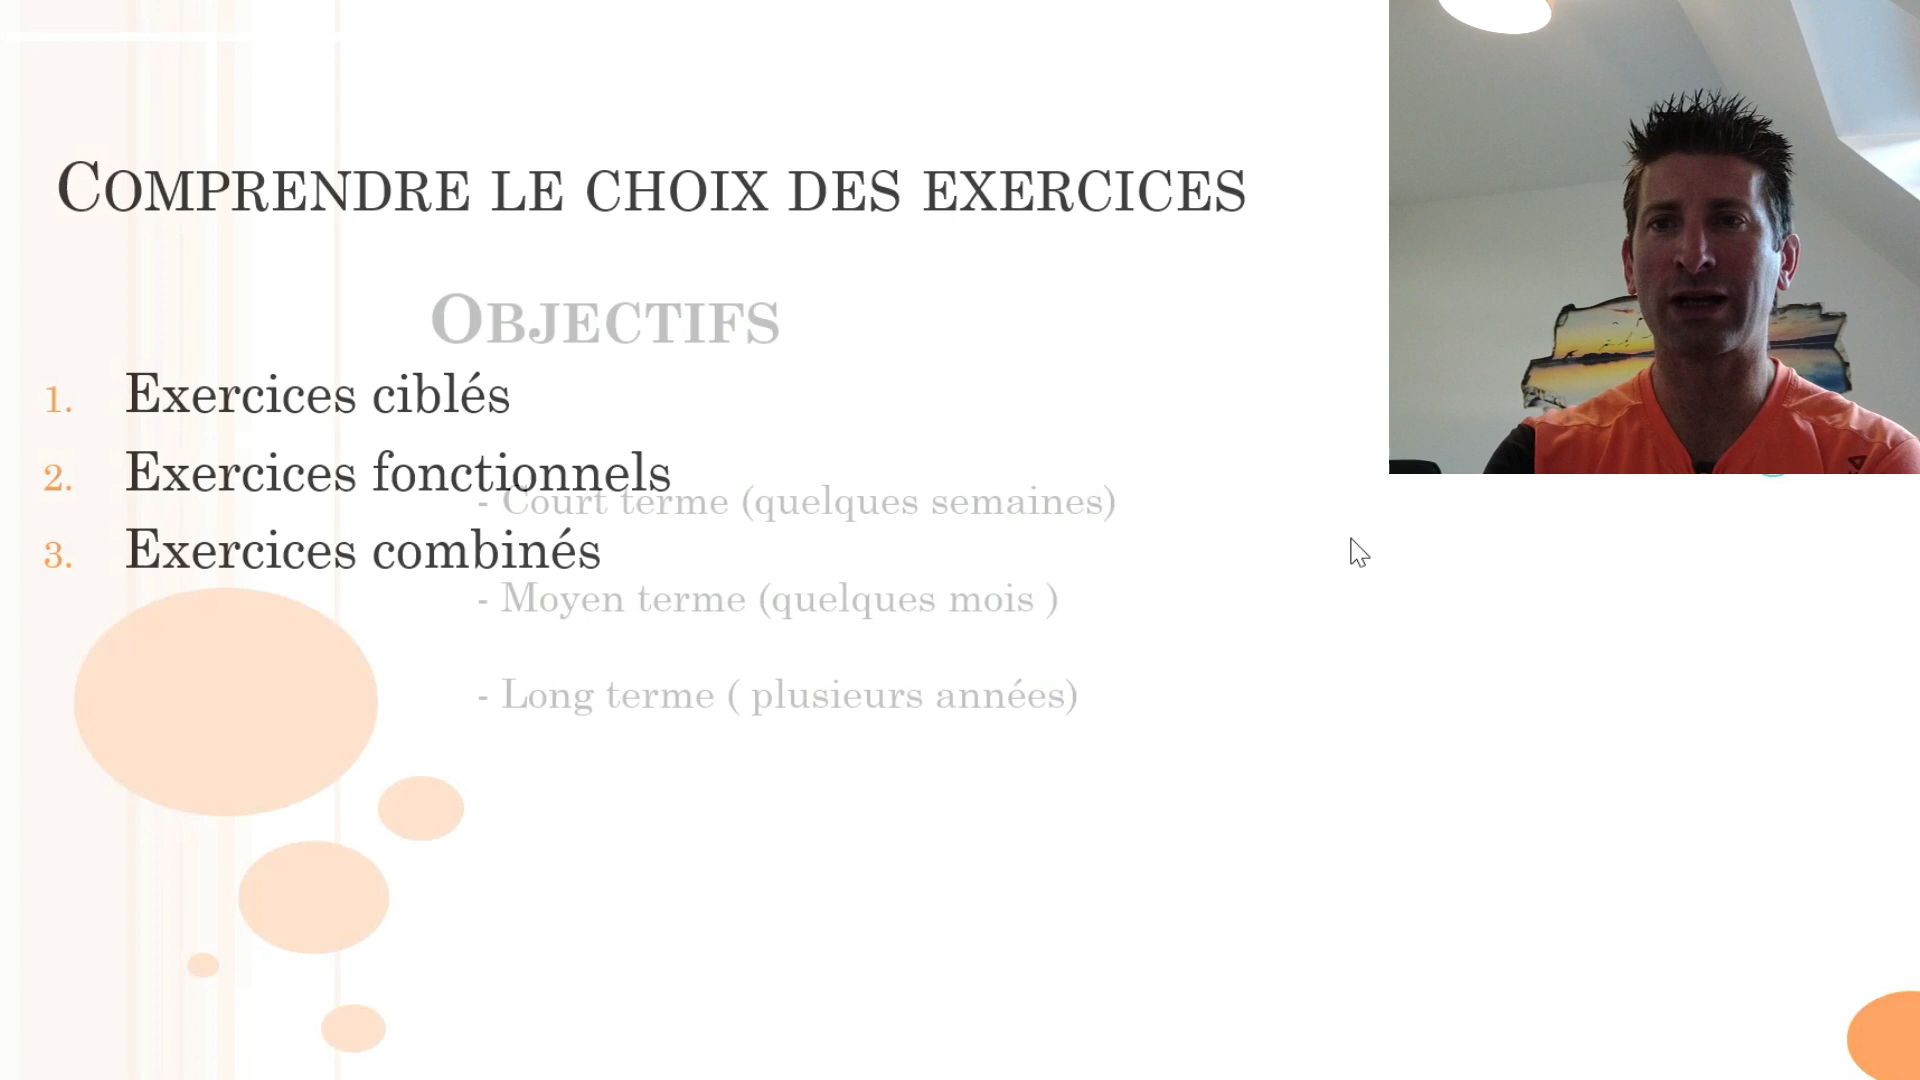 COMPRENDRE LE CHOIX DES EXERCICES
OBJECTIFS
1. Exercices ciblés
2. Exercices fonctionnels
- Court terme (quelques semaines)
3. Exercices combinés
- Moyen terme (quelques mois )
- Long terme ( plusieurs années)